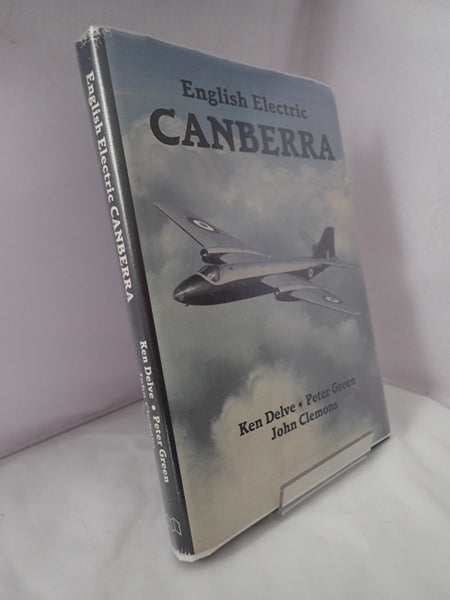 English Electric
CANBERRA
Ken Delve • Peter Green
John Clemons
English Electric CANBERRA
Ken Delve • Peter Green
John Clemons